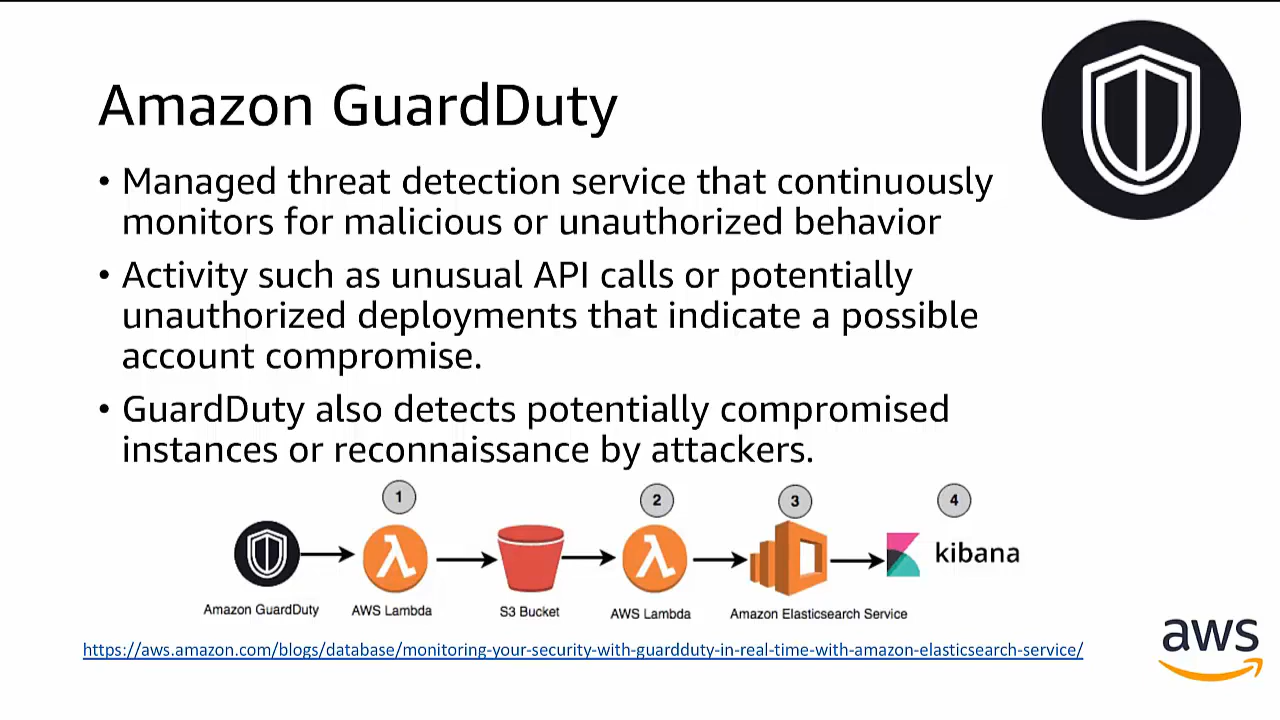 Amazon GuardDuty
• Managed threat detection service that continuously
monitors for malicious or unauthorized behavior
• Activity such as unusual API calls or potentially
unauthorized deployments that indicate a possible
account compromise.
• GuardDuty also detects potentially compromised
instances or reconnaissance by attackers.
1 2 3 4
kibana
Amazon GuardDuty AWS Lambda S3 Bucket AWS Lambda Amazon Elasticsearch Service
https://aws.amazon.com/blogs/database/monitoring-your-security-with-guardduty-in-real-time-with-amazon-elasticsearch-service/
aws